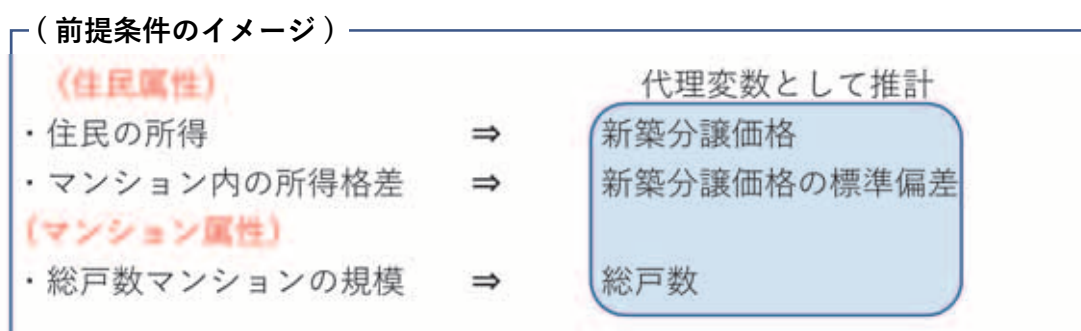 (前提条件のイメージ)
(住民属性) 代理変数として推計
・住民の所得 ⇒ 新築分譲価格
・マンション内の所得格差 ⇒ 新築分譲価格の標準偏差
(マンション属性)
・総戸数マンションの規模 ⇒ 総戸数